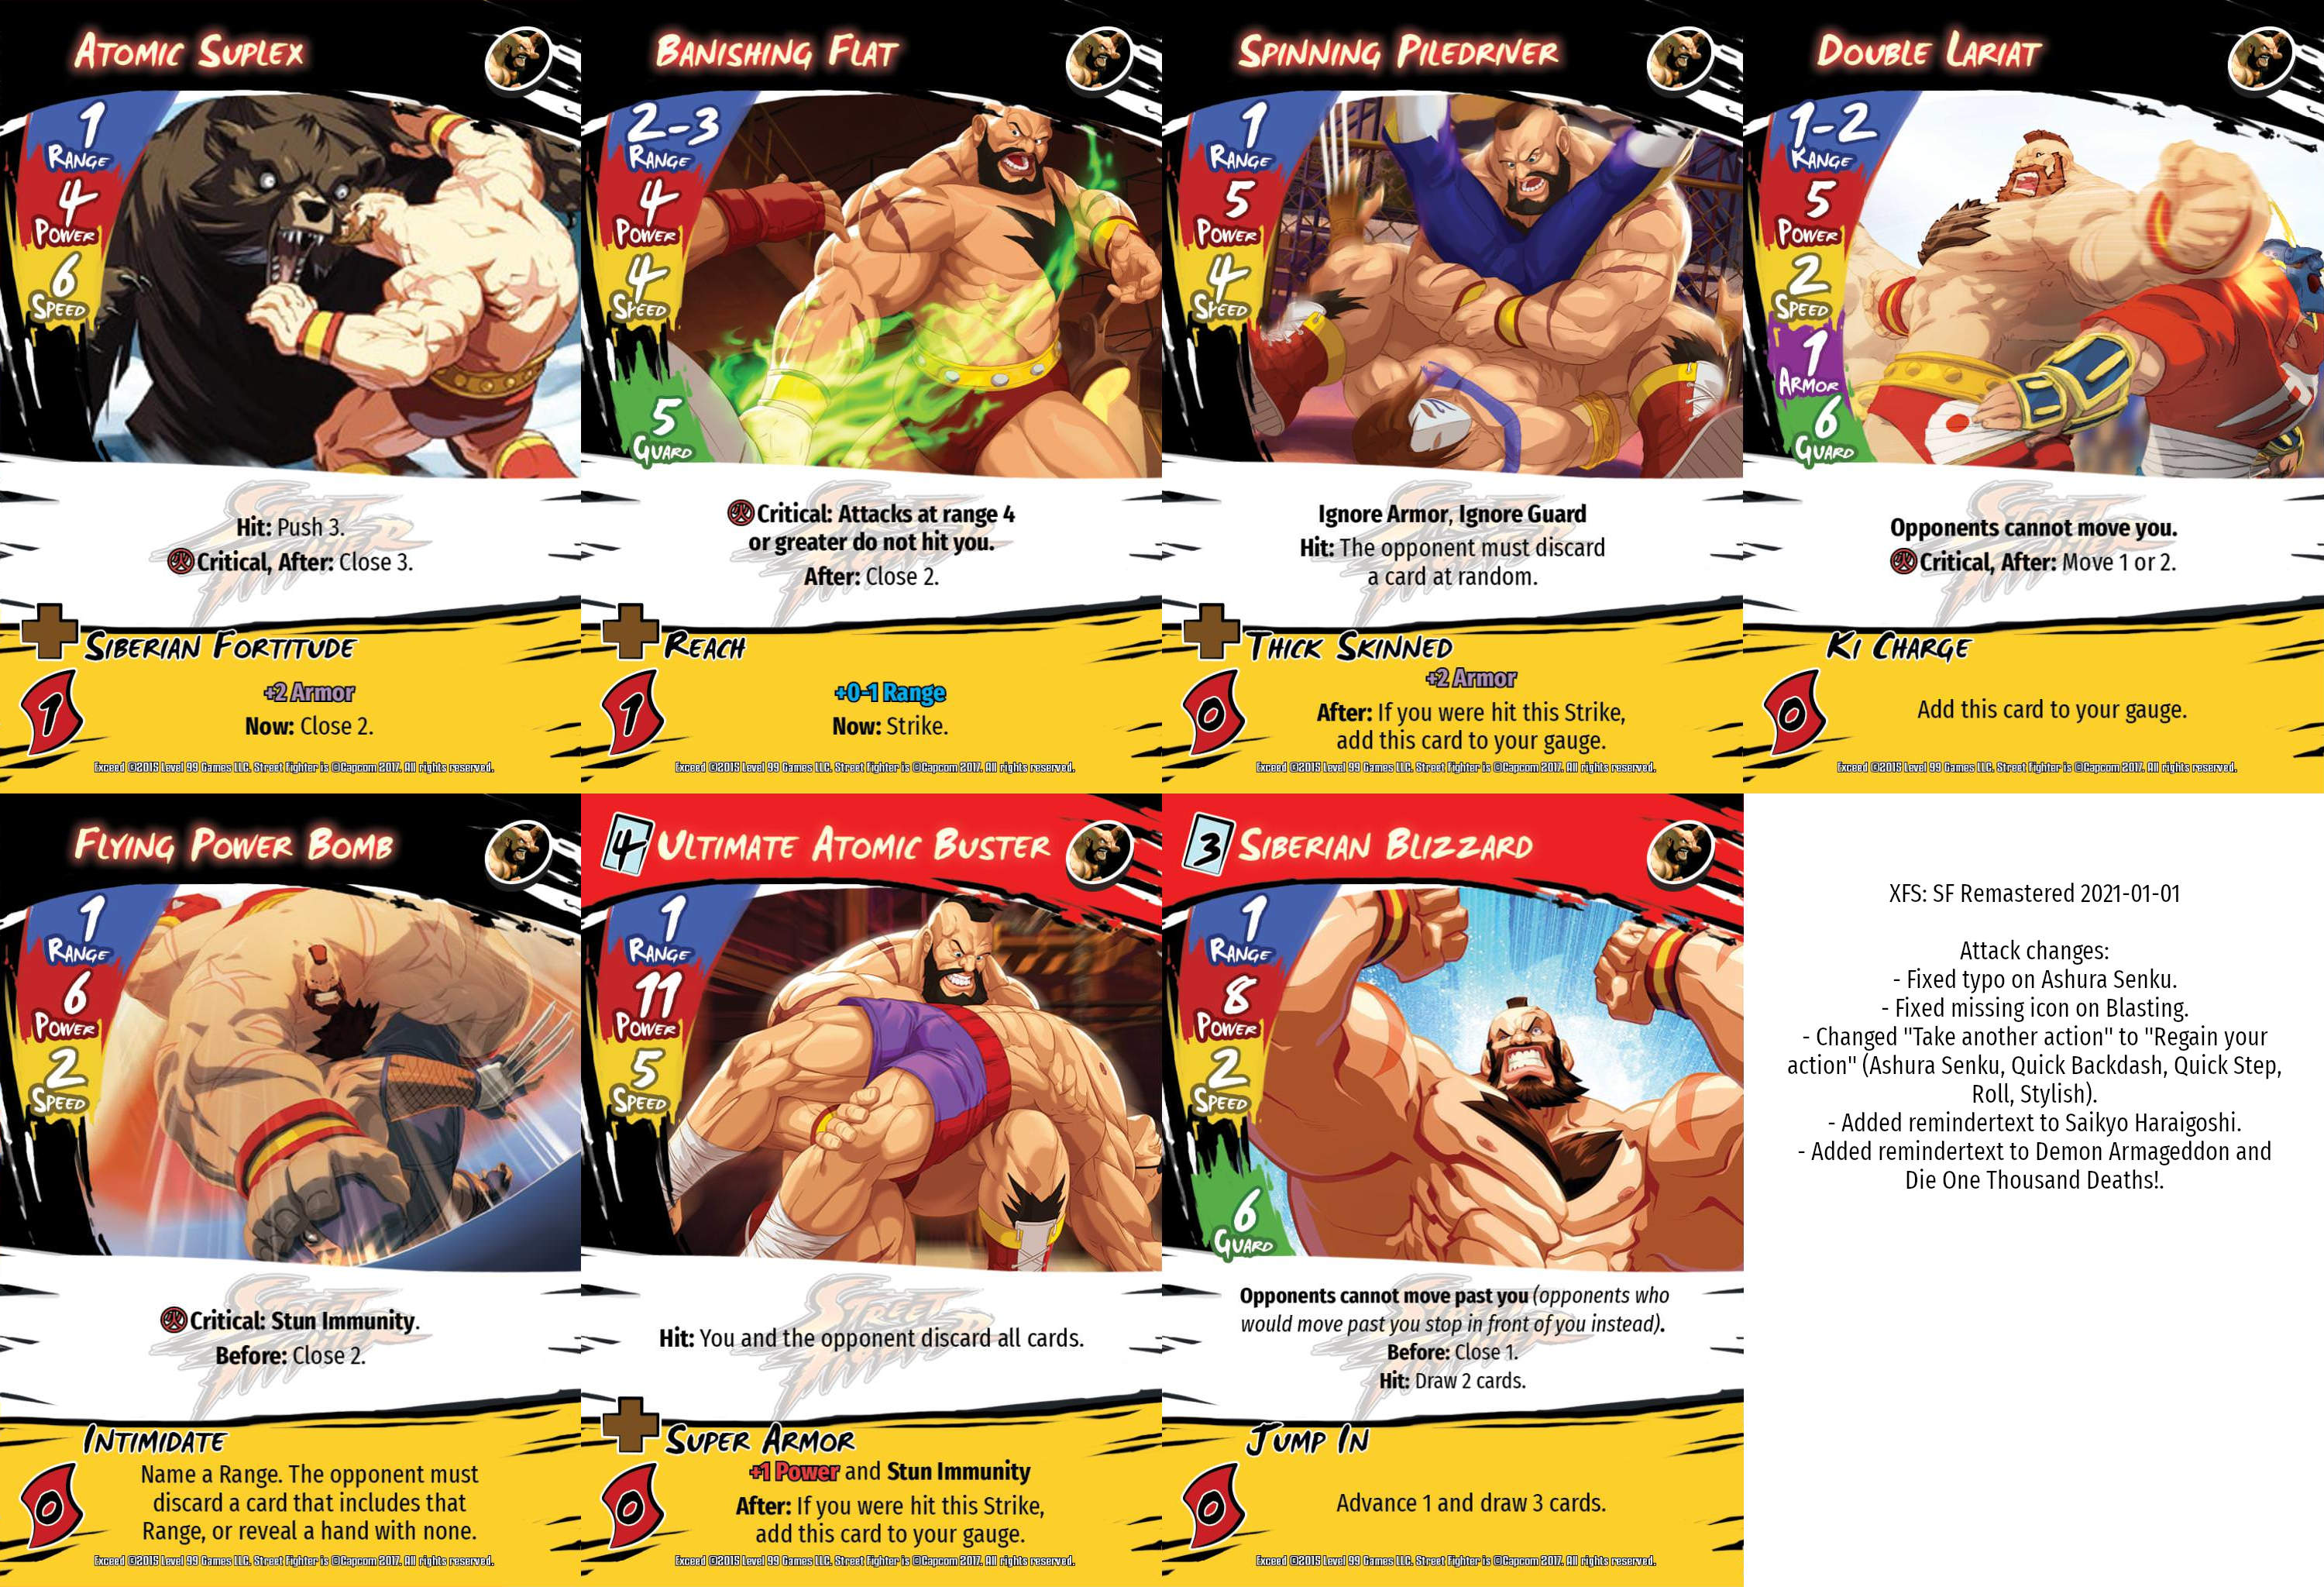 ATOMIC SUPLEX
1
RANGE
4
POWER
6
SPEED
Hit: Push 3.
Critical, After: Close 3.
SIBERIAN FORTITUDE
1
+2 Armor
Now: Close 2.
Exceed ©2015 Level 99 Games LLC. Street Fighter is ©Capcom 2017. All rights reserved.
BANISHING FLAT
2-3
RANGE
4
POWER
4
SPEED
5
GUARD
Critical: Attacks at range 4
or greater do not hit you.
After: Close 2.
REACH
1
+0-1 Range
Now: Strike.
Exceed ©2015 Level 99 Games LLC. Street Fighter is ©Capcom 2017. All rights reserved.
SPINNING PILEDRIVER
1
RANGE
5
POWER
4
SPEED
Ignore Armor, Ignore Guard
Hit: The opponent must discard
a card at random.
THICK SKINNED
0
+2 Armor
After: If you were hit this Strike,
add this card to your gauge.
Exceed ©2015 Level 99 Games LLC. Street Fighter is ©Capcom 2017. All rights reserved.
DOUBLE LARIAT
1-2
RANGE
5
POWER
2
SPEED
1
ARMOR
6
GUARD
Opponents cannot move you.
Critical, After: Move 1 or 2.
KI CHARGE
0
Add this card to your gauge.
Exceed ©2015 Level 99 Games LLC. Street Fighter is ©Capcom 2017. All rights reserved.
FLYING POWER BOMB
1
RANGE
6
POWER
2
SPEED
Critical: Stun Immunity.
Before: Close 2.
INTIMIDATE
0
Name a Range. The opponent must
discard a card that includes that
Range, or reveal a hand with none.
Exceed ©2015 Level 99 Games LLC. Street Fighter is ©Capcom 2017. All rights reserved.
4
ULTIMATE ATOMIC BUSTER
1
RANGE
11
POWER
5
SPEED
STREET FIGHTER
Hit: You and the opponent discard all cards.
SUPER ARMOR
0
+1 Power and Stun Immunity
After: If you were hit this Strike,
add this card to your gauge.
Exceed ©2015 Level 99 Games LLC. Street Fighter is ©Capcom 2017. All rights reserved.
3
SIBERIAN BLIZZARD
1
RANGE
8
POWER
2
SPEED
6
GUARD
Opponents cannot move past you (opponents who
would move past you stop in front of you instead).
Before: Close 1.
Hit: Draw 2 cards.
JUMP IN
0
Advance 1 and draw 3 cards.
Exceed ©2015 Level 99 Games LLC. Street Fighter is ©Capcom 2017. All rights reserved.
XFS: SF Remastered 2021-01-01
Attack changes:
- Fixed typo on Ashura Senku.
- Fixed missing icon on Blasting.
- Changed "Take another action" to "Regain your
action" (Ashura Senku, Quick Backdash, Quick Step,
Roll, Stylish).
- Added remindertext to Saikyo Haraigoshi.
- Added remindertext to Demon Armageddon and
Die One Thousand Deaths!.